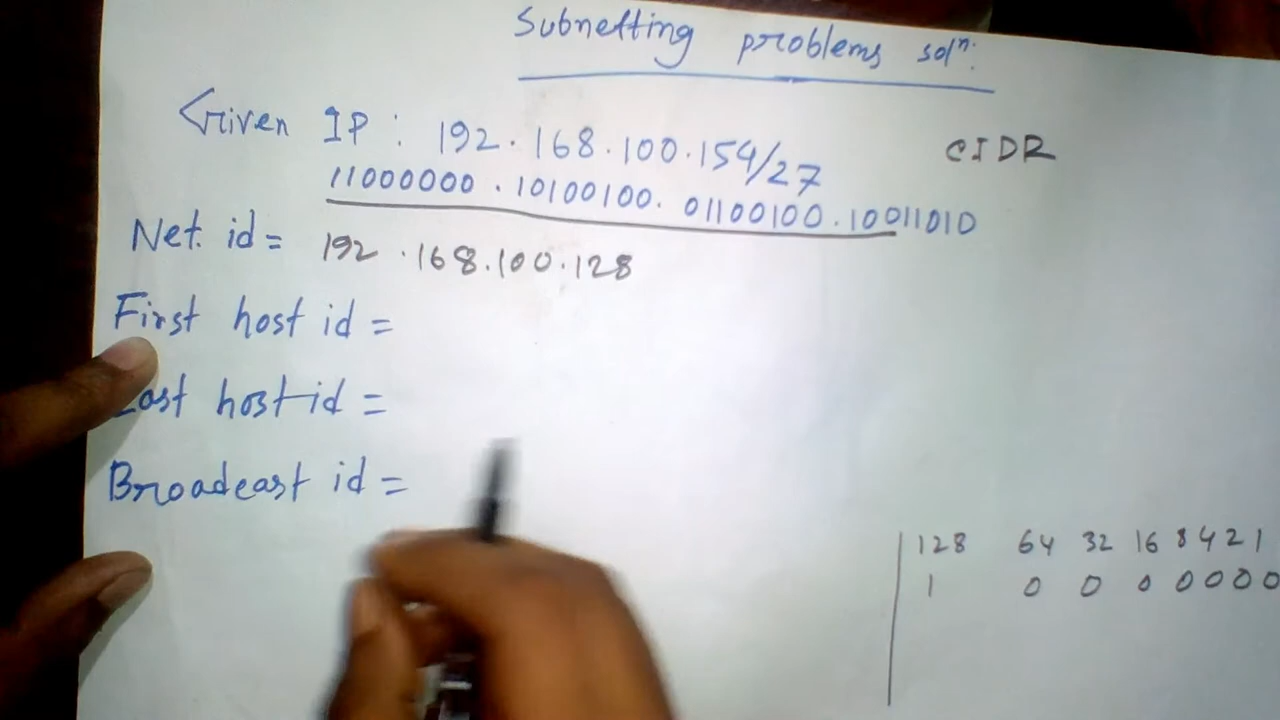 Subnetting problems solⁿ:
Given IP: 192.168.100.154/27
CIDR
11000000.10100100.01100100.10011010
Net. id = 192.168.100.128
First host id =
Last host id =
Broadcast id =
128 64 32 16 8 4 2 1
1 0 0 0 0 0 0 0